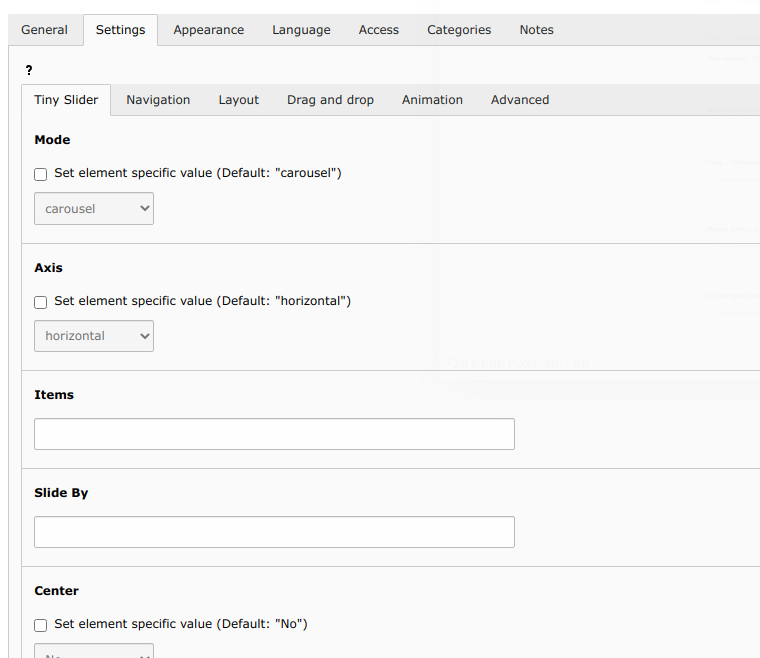 General Settings Appearance Language Access Categories Notes
?
Tiny Slider Navigation Layout Drag and drop Animation Advanced
Mode
Set element specific value (Default: "carousel")
carousel
Axis
Set element specific value (Default: "horizontal")
horizontal
Items
Slide By
Center
Set element specific value (Default: "No")
No